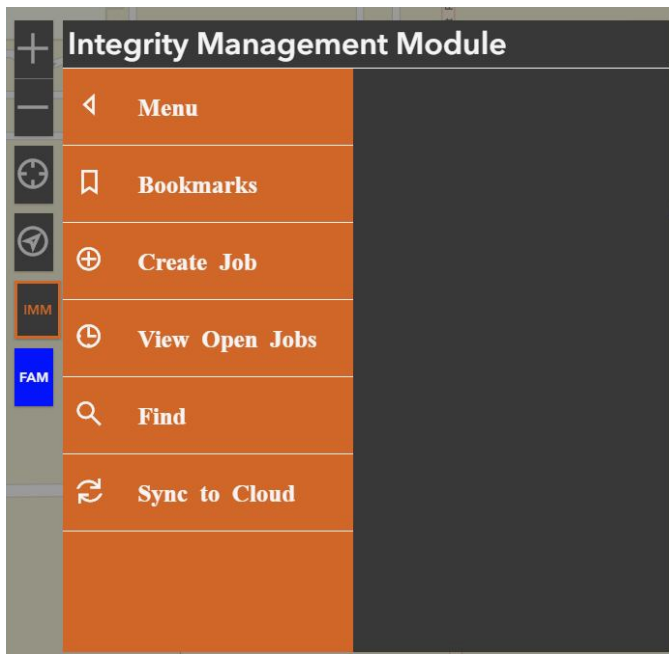 Integrity Management Module
Menu
Bookmarks
Create Job
IMM
View Open Jobs
FAM
Find
Sync to Cloud